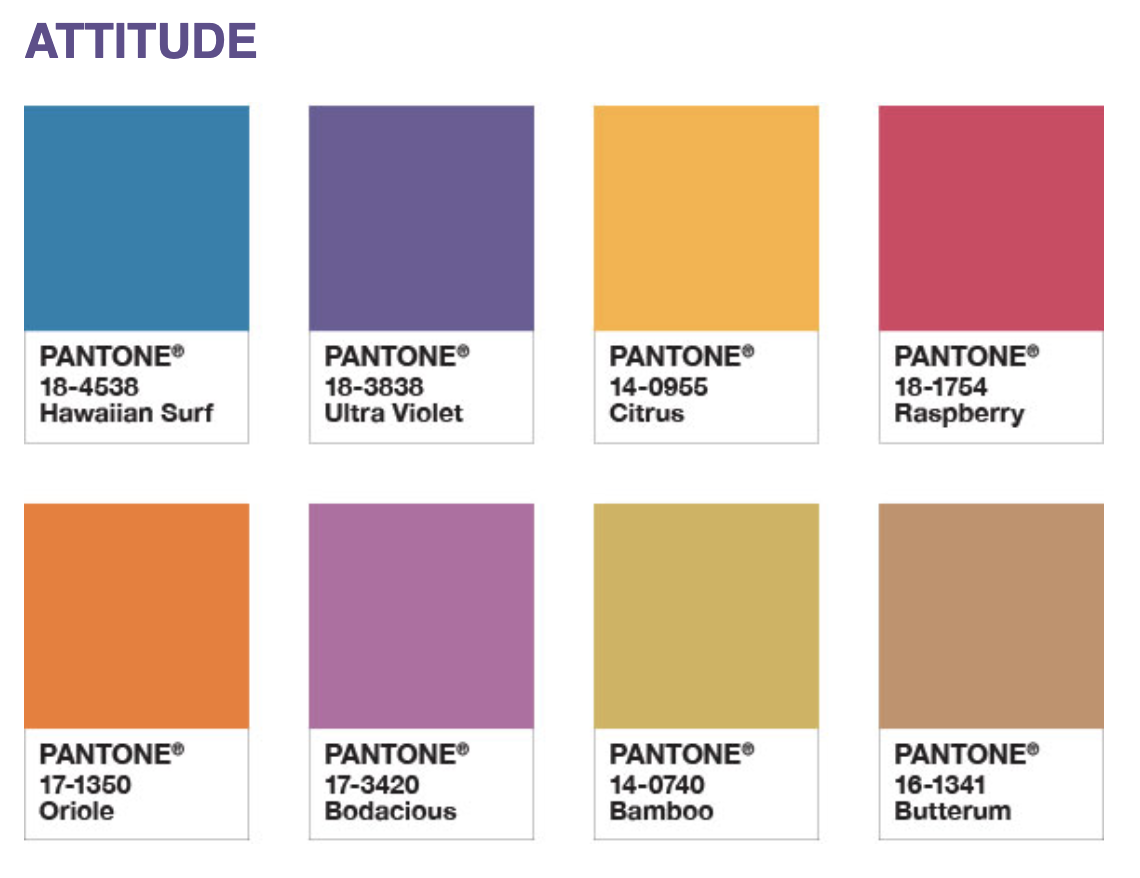 ATTITUDE
PANTONE®
18-4538
Hawaiian Surf
PANTONE®
18-3838
Ultra Violet
PANTONE®
14-0955
Citrus
PANTONE®
18-1754
Raspberry
PANTONE®
17-1350
Oriole
PANTONE®
17-3420
Bodacious
PANTONE®
14-0740
Bamboo
PANTONE®
16-1341
Butterum